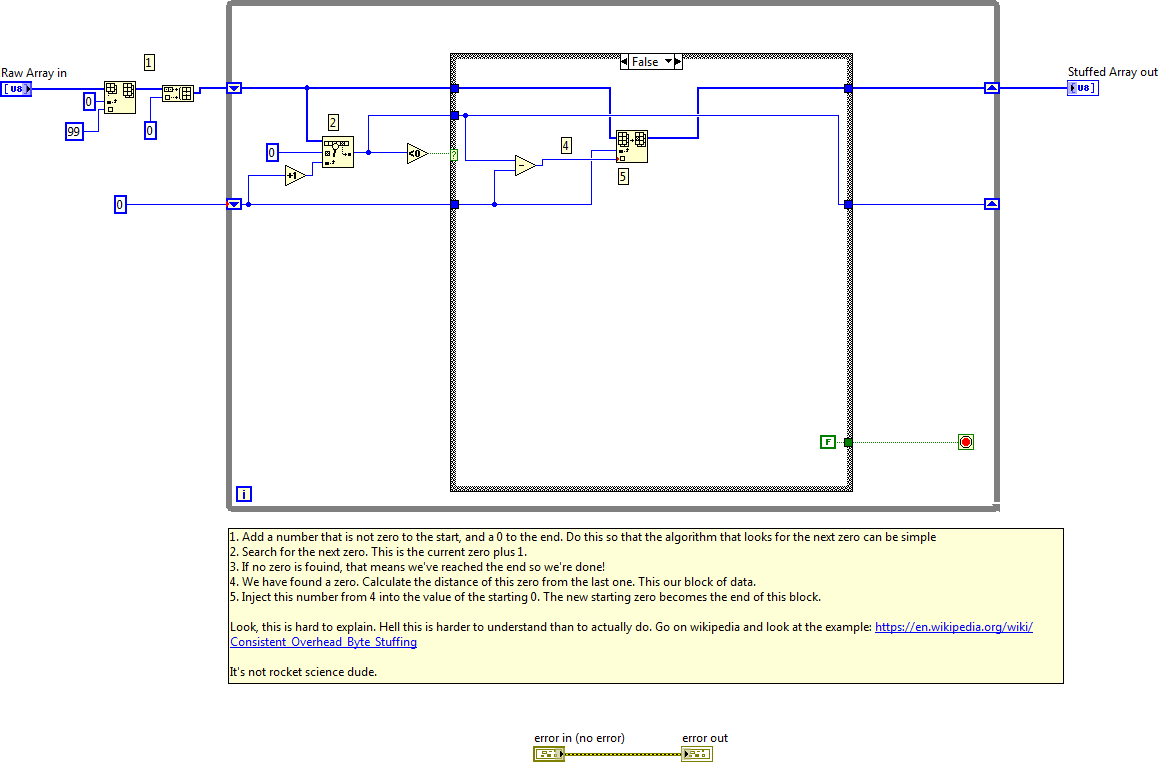 False
1
Raw Array in
Stuffed Array out
U8
U8
0
99
0
2
0
<0
?
+1
4
-
5
0
F
i
1. Add a number that is not zero to the start, and a 0 to the end. Do this so that the algorithm that looks for the next zero can be simple
2. Search for the next zero. This is the current zero plus 1.
3. If no zero is fouind, that means we've reached the end so we're done!
4. We have found a zero. Calculate the distance of this zero from the last one. This our block of data.
5. Inject this number from 4 into the value of the starting 0. The new starting zero becomes the end of this block.
Look, this is hard to explain. Hell this is harder to understand than to actually do. Go on wikipedia and look at the example: https://en.wikipedia.org/wiki/
Consistent_Overhead_Byte_Stuffing
It's not rocket science dude.
error in (no error)
error out